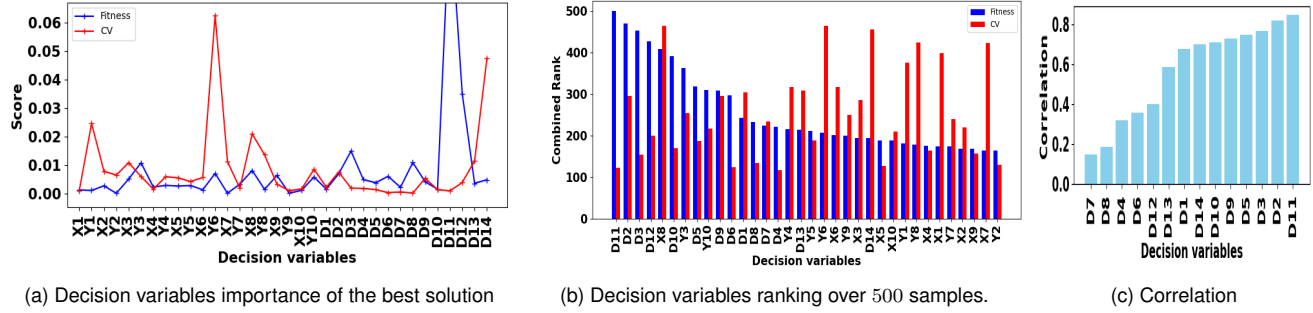 Fitness
CV
0.06
0.05
0.04
0.03
0.02
0.01
0.00
Score
X1 Y1 X2 Y2 X3 Y3 X4 Y4 X5 Y5 X6 Y6 X7 Y7 X8 Y8 X9 Y9 X10 Y10 D1 D2 D3 D4 D5 D6 D7 D8 D9 D10 D11 D12 D13 D14
Decision variables
(a) Decision variables importance of the best solution
Fitness
CV
500
400
300
200
100
0
Combined Rank
D11 D2 D3 D12 X8 D10 Y3 D5 Y10 D9 D6 D1 D8 D7 D4 Y4 D13 Y5 Y6 X6 Y9 X3 D14 X5 X10 Y1 Y8 X4 X1 Y7 X2 X9 X7 Y2
Decision variables
(b) Decision variables ranking over 500 samples.
0.8
0.6
0.4
0.2
0.0
Correlation
D7 D8 D4 D6 D12 D13 D1 D14 D10 D9 D5 D3 D2 D11
Decision variables
(c) Correlation